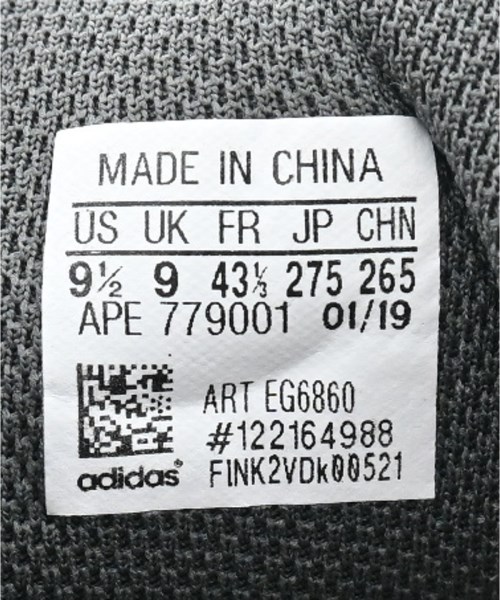 MADE IN CHINA
US UK FR JP CHN
9½ 9 43⅓ 275 265
APE 779001 01/19
ART EG6860
#122164988
FINK2VDk00521
adidas